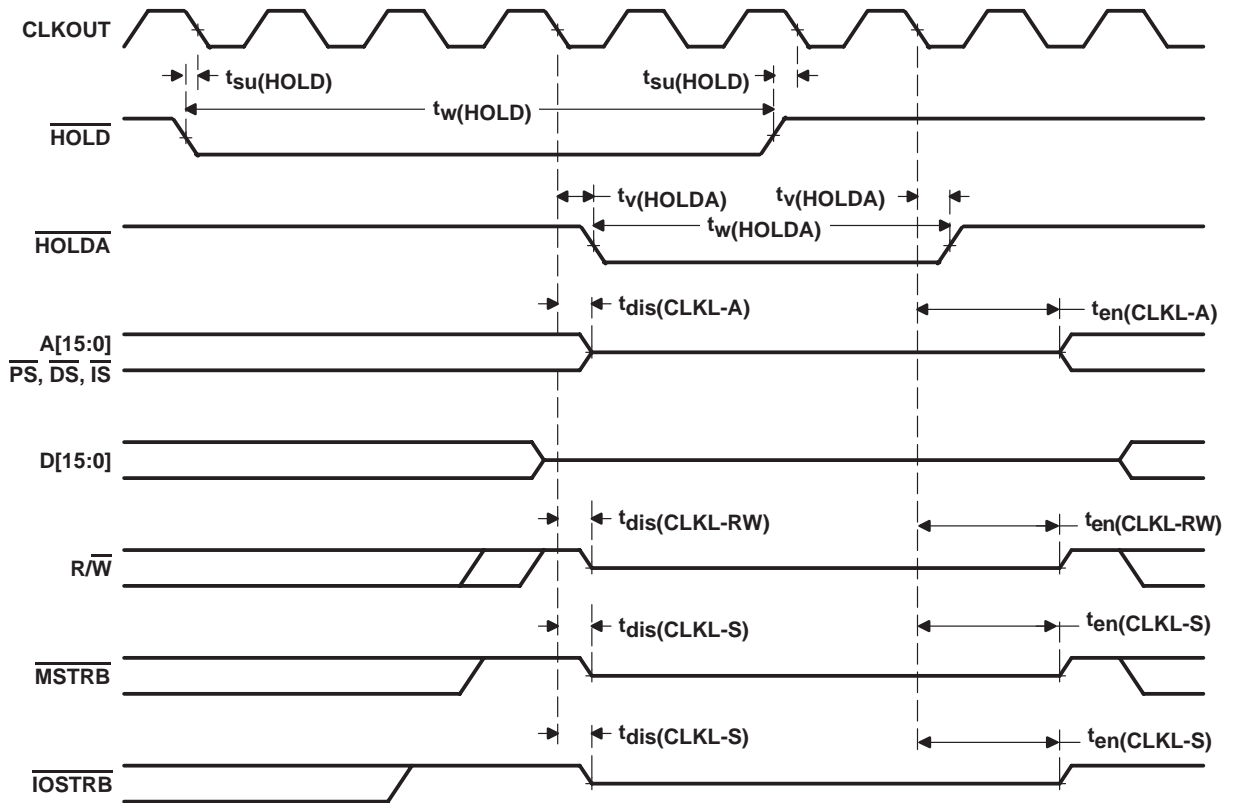 CLKOUT
tsu(HOLD)
tsu(HOLD)
tw(HOLD)
HOLD
tv(HOLDA)
tv(HOLDA)
tw(HOLDA)
HOLDA
tdis(CLKL-A)
ten(CLKL-A)
A[15:0]
PS, DS, IS
D[15:0]
tdis(CLKL-RW)
ten(CLKL-RW)
R/W
tdis(CLKL-S)
ten(CLKL-S)
MSTRB
tdis(CLKL-S)
ten(CLKL-S)
IOSTRB